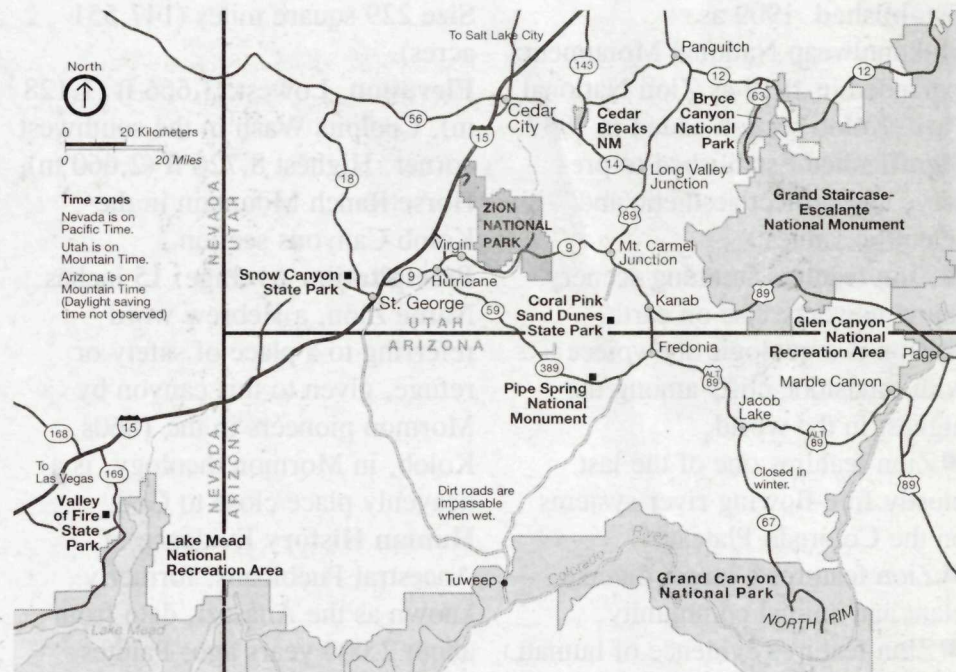 To Salt Lake City
Panguitch
143
12
12
North
63
Bryce
Canyon
National
Park
Cedar
City
Cedar
Breaks
NM
56
15
14
0 20 Kilometers
0 20 Miles
18
Long Valley
Junction
89
Grand Staircase-
Escalante
National Monument
Time zones
Nevada is on
Pacific Time.
Utah is on
Mountain Time.
Arizona is on
Mountain Time
(Daylight saving
time not observed)
NEVADA
UTAH
ZION
NATIONAL
PARK
Virgin
9
Mt. Carmel
Junction
Snow Canyon
State Park
9
Hurricane
St. George
59
Coral Pink
Sand Dunes
State Park
Kanab
89
UTAH
ARIZONA
Glen Canyon
National
Recreation Area
Fredonia
Page
389
89
Pipe Spring
National
Monument
Marble Canyon
Jacob
Lake
ALT
89
168
15
To
Las Vegas
169
NEVADA
ARIZONA
89
Closed in
winter.
Valley
of Fire
State
Park
Dirt roads are
impassable
when wet.
67
Lake Mead
National
Recreation Area
Tuweep
Grand Canyon
National Park
NORTH RIM
Lake Mead